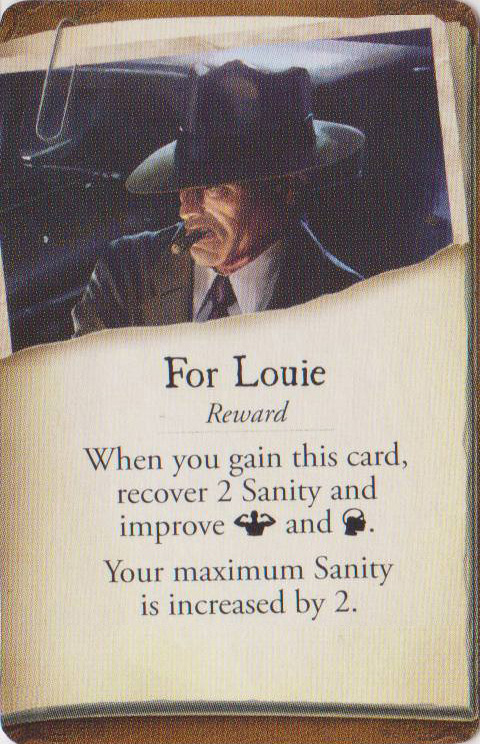 For Louie
Reward
When you gain this card,
recover 2 Sanity and
improve and .
Your maximum Sanity
is increased by 2.